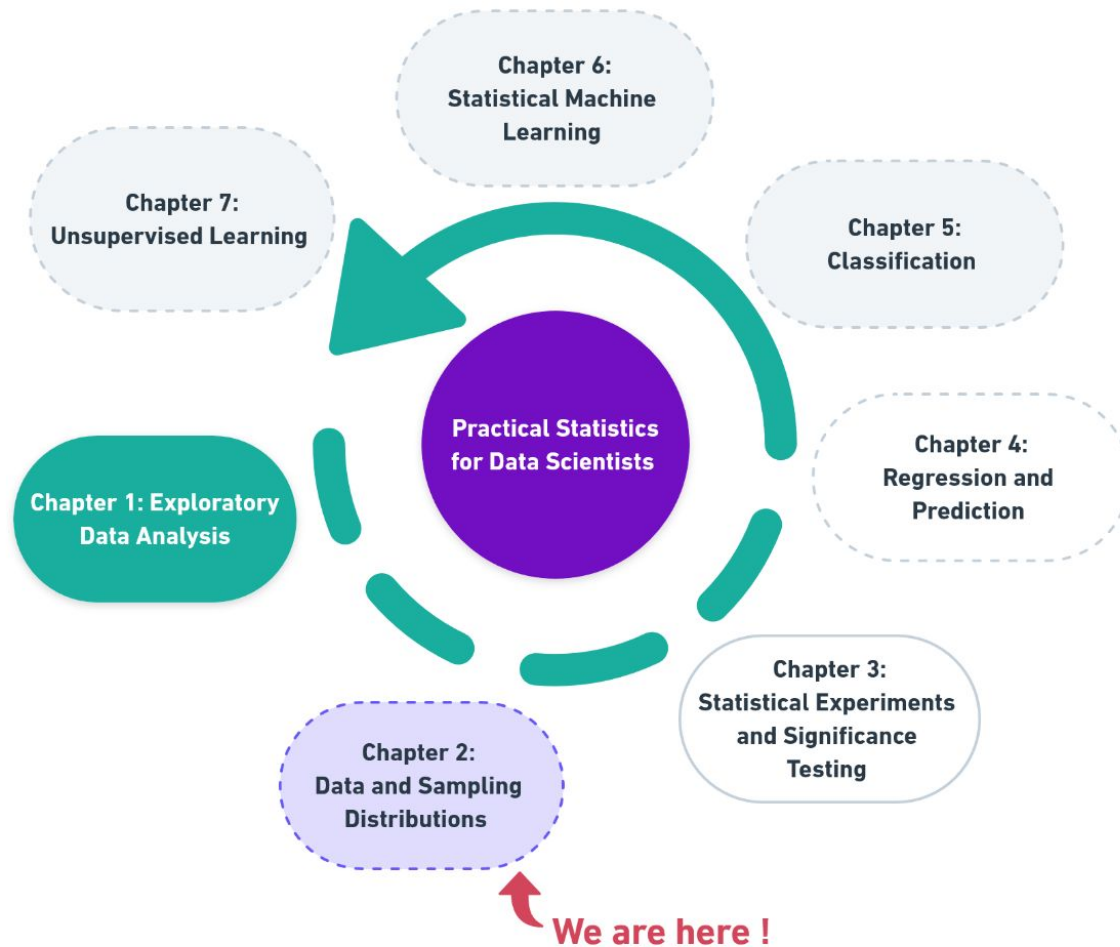 Chapter 6:
Statistical Machine
Learning
Chapter 7:
Unsupervised Learning
Chapter 5:
Classification
Practical Statistics
for Data Scientists
Chapter 4:
Regression and
Prediction
Chapter 1: Exploratory
Data Analysis
Chapter 3:
Statistical Experiments
and Significance
Testing
Chapter 2:
Data and Sampling
Distributions
We are here !